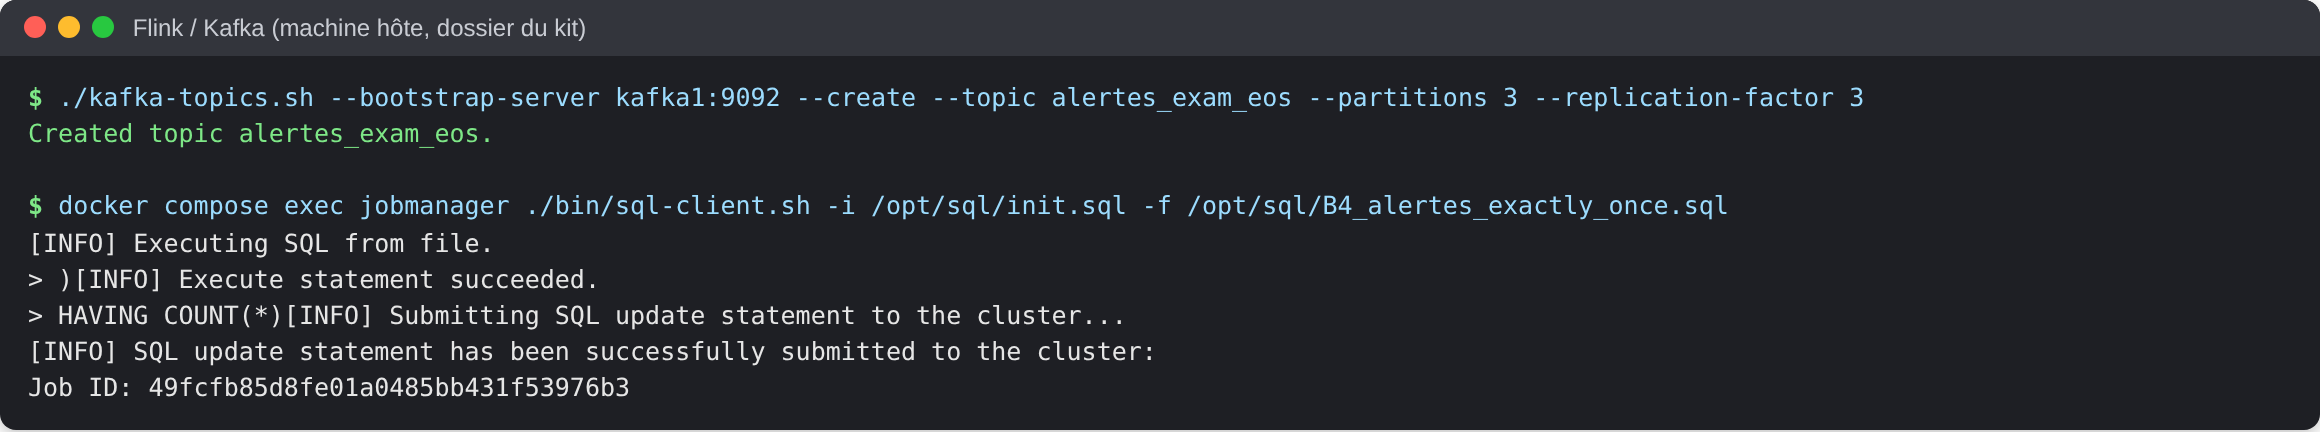 Flink / Kafka (machine hôte, dossier du kit)
$ ./kafka-topics.sh --bootstrap-server kafka1:9092 --create --topic alertes_exam_eos --partitions 3 --replication-factor 3
Created topic alertes_exam_eos.
$ docker compose exec jobmanager ./bin/sql-client.sh -i /opt/sql/init.sql -f /opt/sql/B4_alertes_exactly_once.sql
[INFO] Executing SQL from file.
> )[INFO] Execute statement succeeded.
> HAVING COUNT(*)[INFO] Submitting SQL update statement to the cluster...
[INFO] SQL update statement has been successfully submitted to the cluster:
Job ID: 49fcfb85d8fe01a0485bb431f53976b3